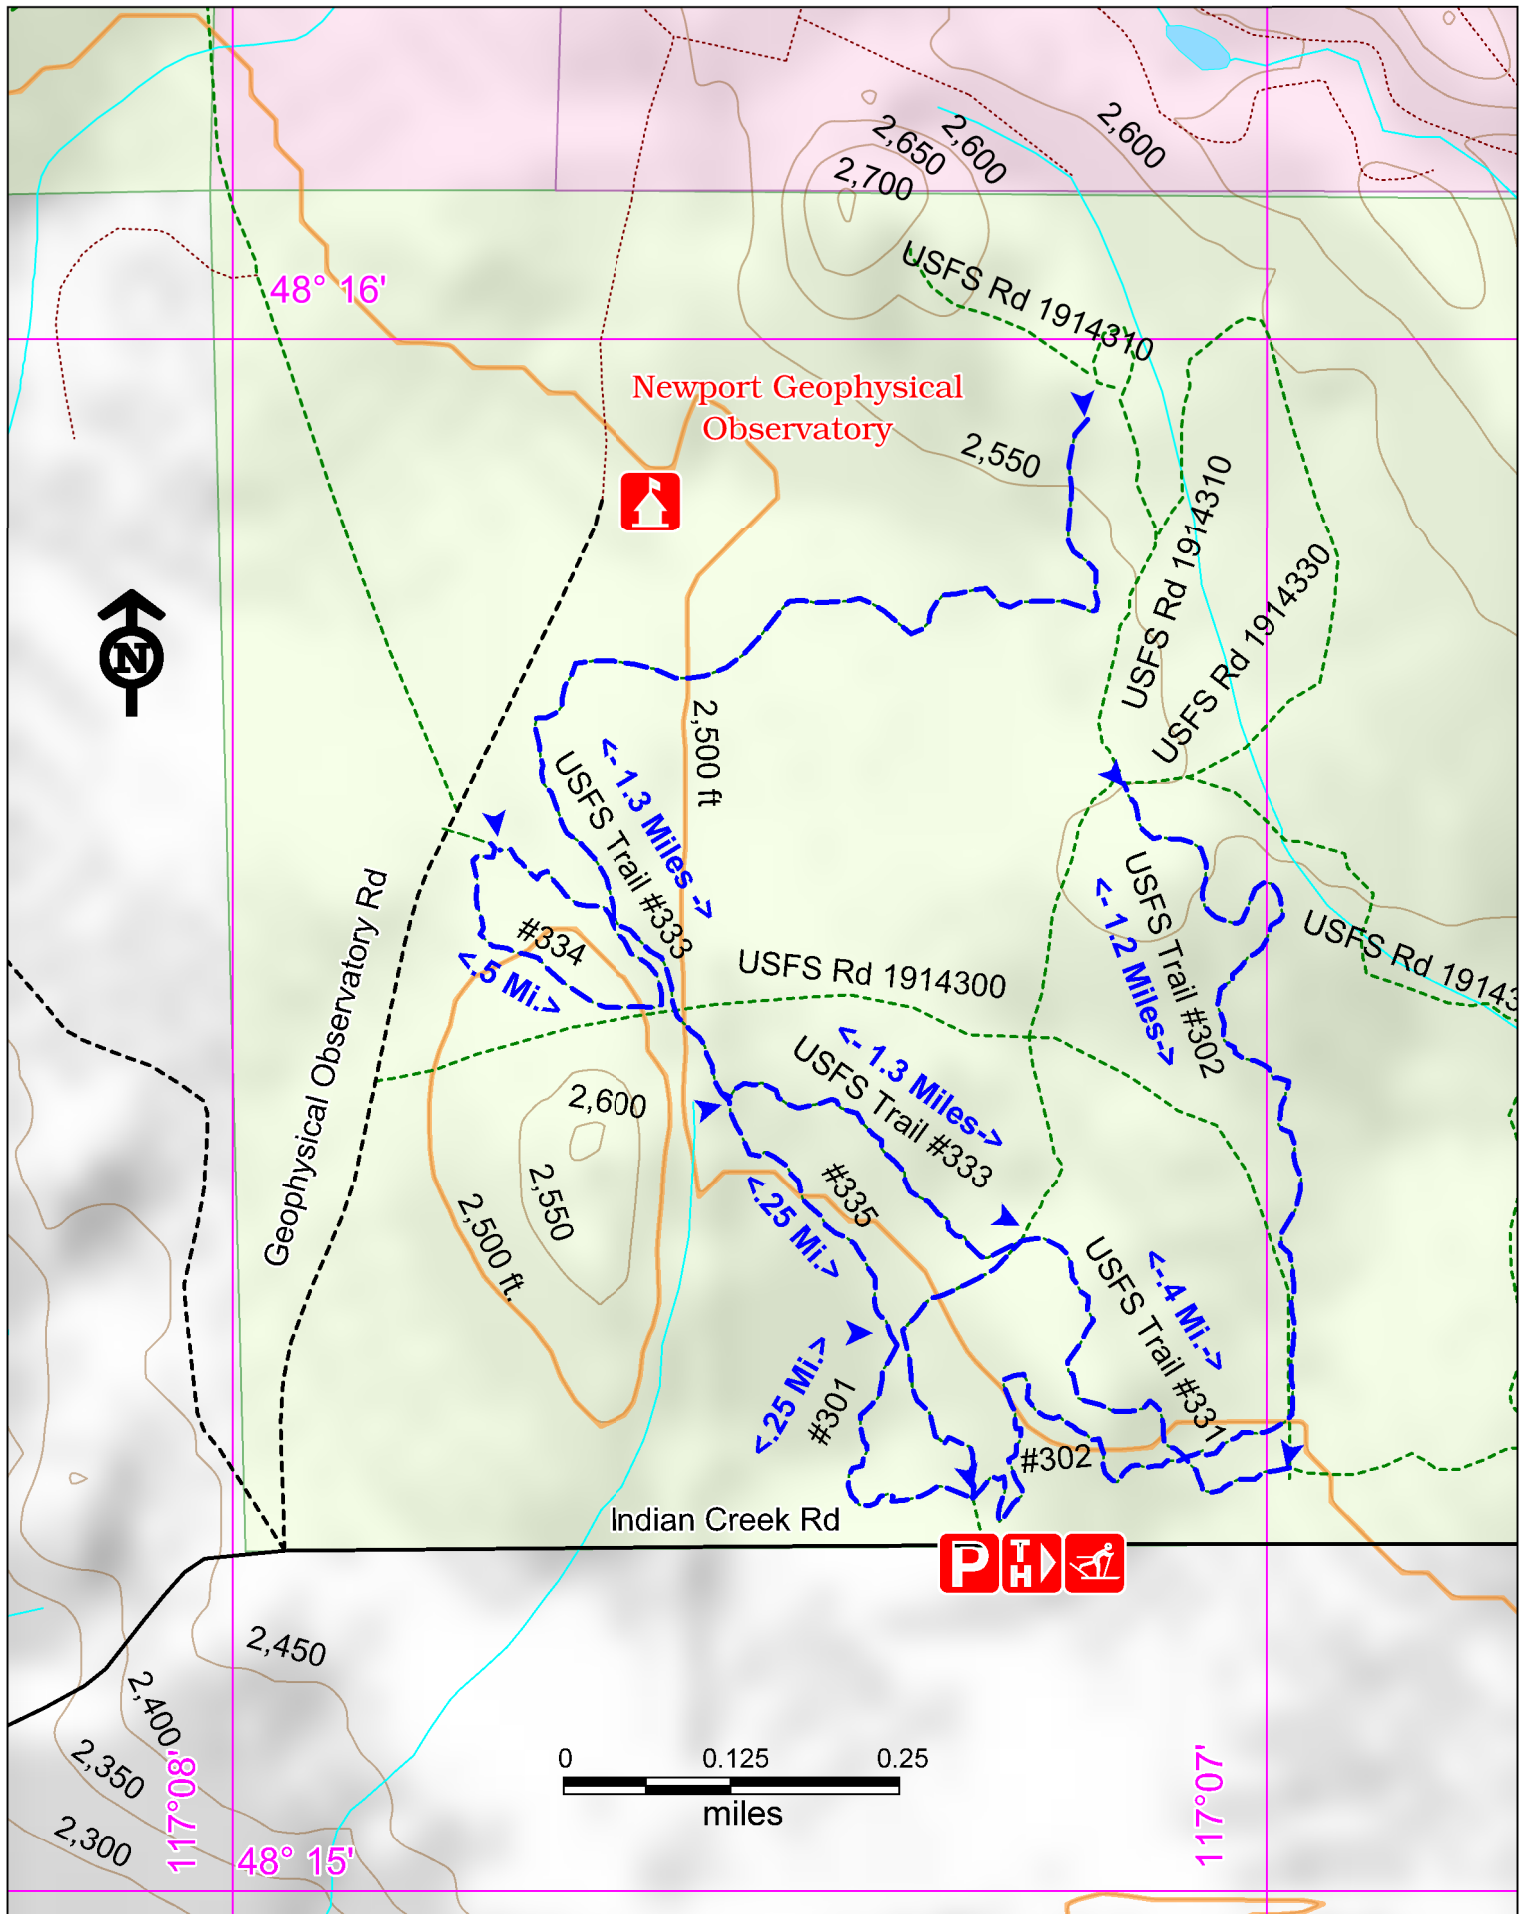 2,600
2,600
2,650
2,700
USFS Rd 1914310
48° 16'
Newport Geophysical
Observatory
2,550
USFS Rd 1914310
USFS Rd 1914330
N
2,500 ft
<-1.3 Miles ->
USFS Trail #333
USFS Trail #302
<- 1.2 Miles->
USFS Rd 19143
#334
<.5 Mi.>
USFS Rd 1914300
Geophysical Observatory Rd
<- 1.3 Miles->
USFS Trail #333
2,600
2,550
2,500 ft.
#335
<.25 Mi.>
USFS Trail #331
<-.4 Mi.->
<.25 Mi.>
#301
#302
Indian Creek Rd
P
TH
2,450
2,400
2,350
2,300
117°08'
48° 15'
0 0.125 0.25
miles
117°07'